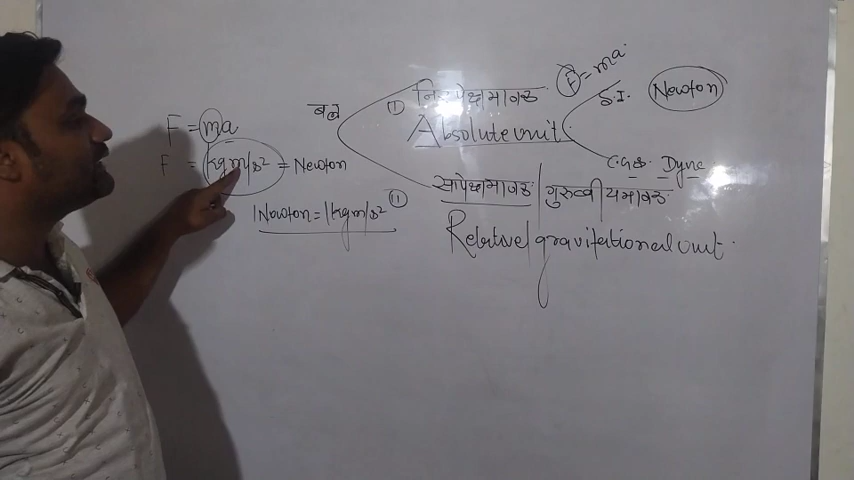 F = ma
F = kgm/s² = Newton
1Newton = 1kgm/s²
बल
(I) निरपेक्ष मात्रक
Absolute unit
F = ma
S.I. Newton
C.G.S. Dyne
(II) सापेक्ष मात्रक / गुरुत्वीय मात्रक
Relative/gravitational unit